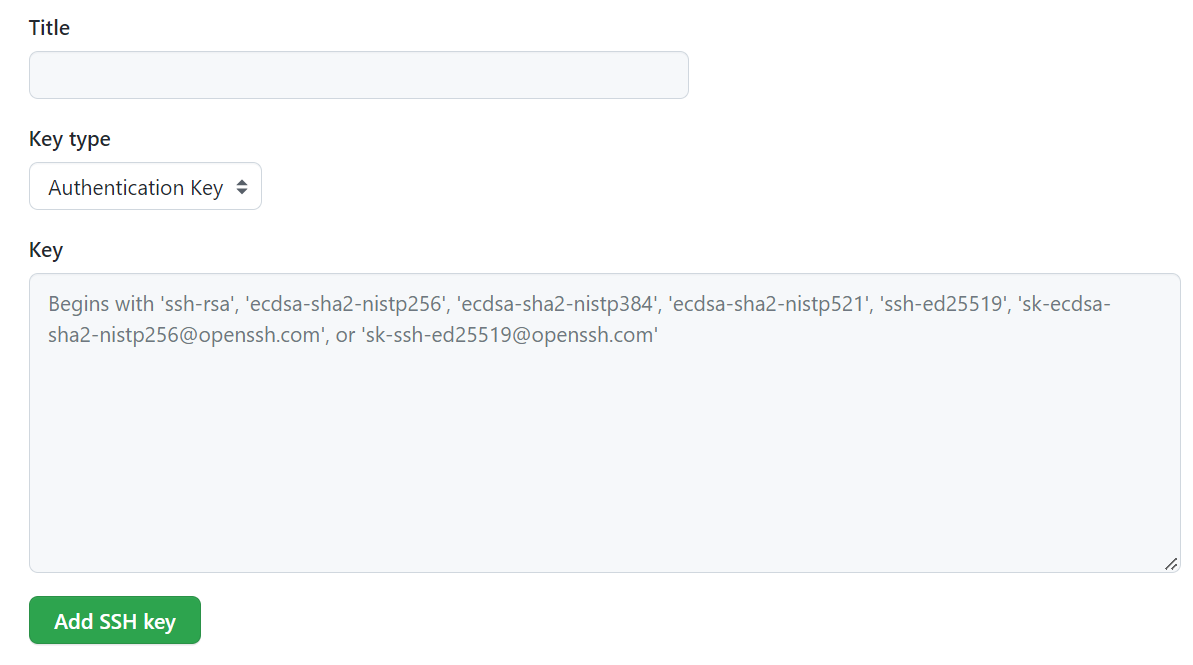 Title
Key type
Authentication Key
Key
Begins with 'ssh-rsa', 'ecdsa-sha2-nistp256', 'ecdsa-sha2-nistp384', 'ecdsa-sha2-nistp521', 'ssh-ed25519', 'sk-ecdsa-
sha2-nistp256@openssh.com', or 'sk-ssh-ed25519@openssh.com'
Add SSH key